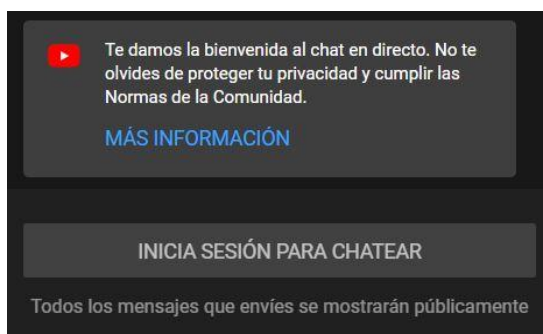 Te damos la bienvenida al chat en directo. No te
olvides de proteger tu privacidad y cumplir las
Normas de la Comunidad.
MÁS INFORMACIÓN
INICIA SESIÓN PARA CHATEAR
Todos los mensajes que envíes se mostrarán públicamente